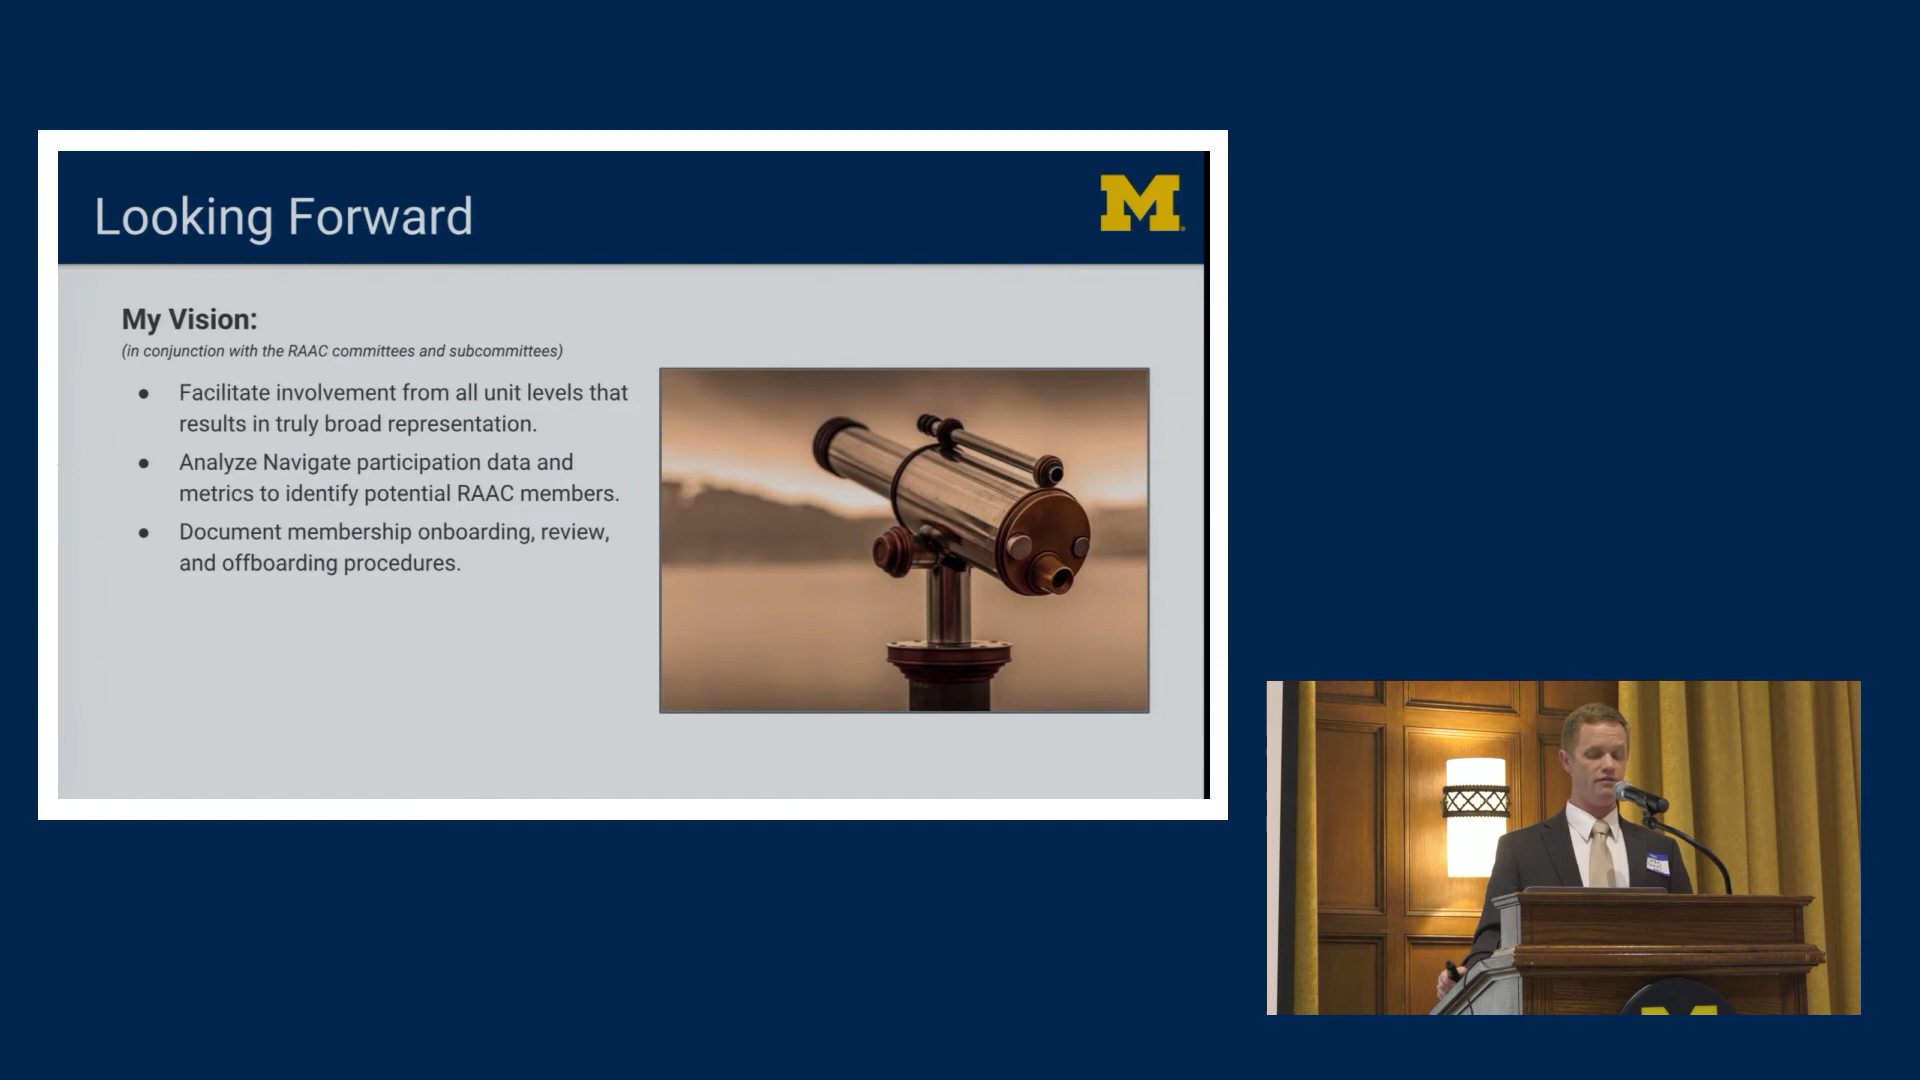 Looking Forward
M
My Vision:
(in conjunction with the RAAC committees and subcommittees)
● Facilitate involvement from all unit levels that
results in truly broad representation.
● Analyze Navigate participation data and
metrics to identify potential RAAC members.
● Document membership onboarding, review,
and offboarding procedures.
M